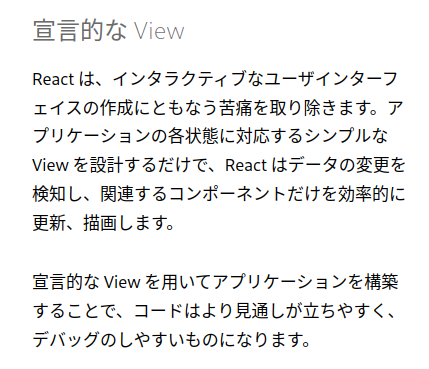 宣言的な View
React は、インタラクティブなユーザインターフ
ェイスの作成にともなう苦痛を取り除きます。ア
プリケーションの各状態に対応するシンプルな
View を設計するだけで、React はデータの変更を
検知し、関連するコンポーネントだけを効率的に
更新、描画します。
宣言的な View を用いてアプリケーションを構築
することで、コードはより見通しが立ちやすく、
デバッグのしやすいものになります。